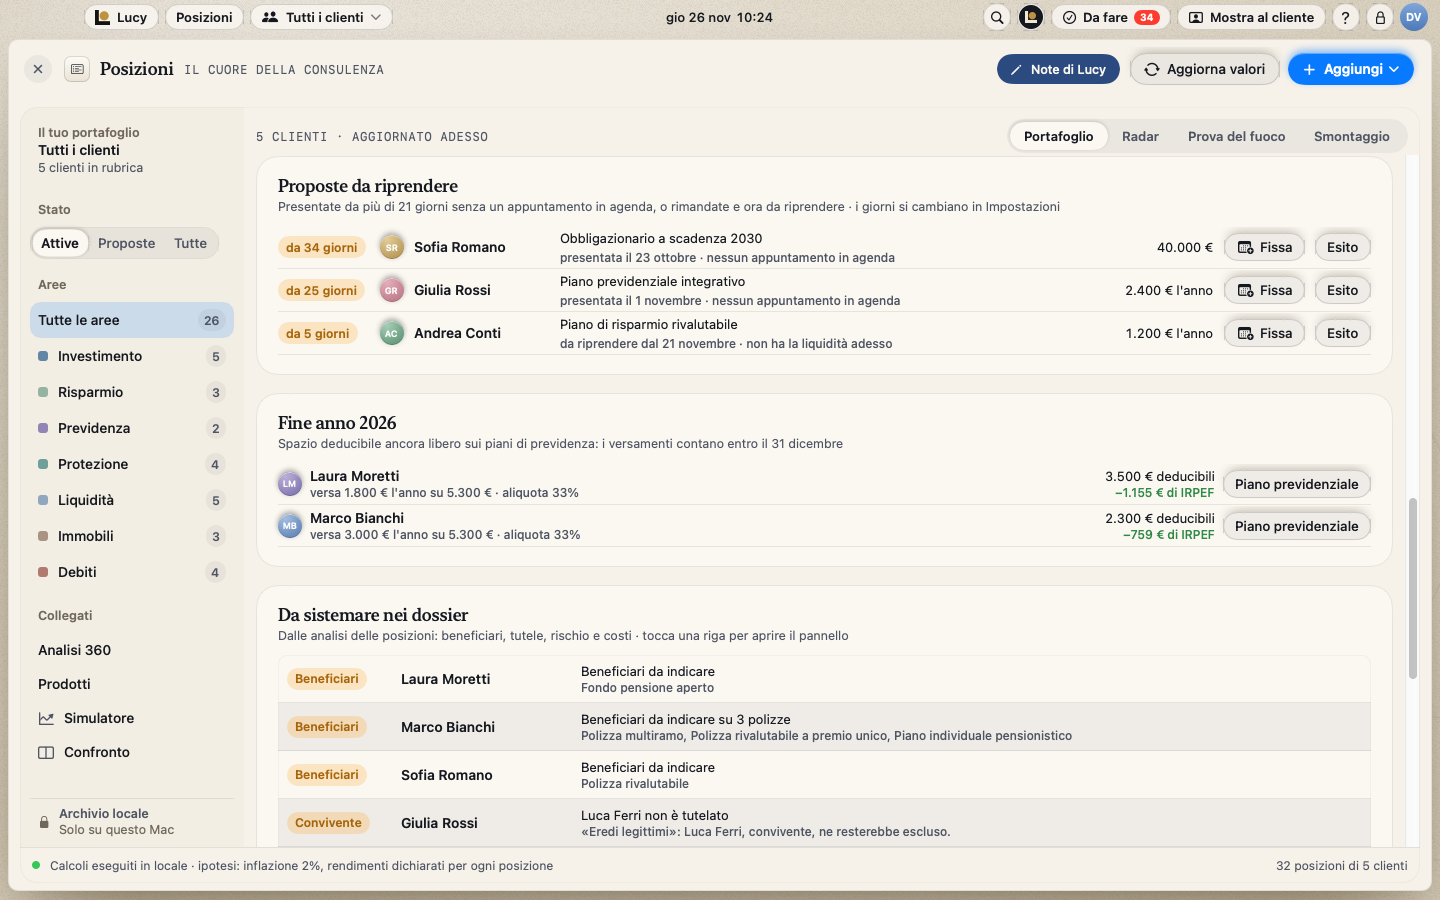 Lucy
Posizioni
Tutti i clienti
gio 26 nov 10:24
Da fare 34
Mostra al cliente
?
DV
Posizioni IL CUORE DELLA CONSULENZA
Note di Lucy
Aggiorna valori
Aggiungi
Il tuo portafoglio
Tutti i clienti
5 clienti in rubrica
Stato
Attive Proposte Tutte
Aree
Tutte le aree 26
Investimento 5
Risparmio 3
Previdenza 2
Protezione 4
Liquidità 5
Immobili 3
Debiti 4
Collegati
Analisi 360
Prodotti
Simulatore
Confronto
Archivio locale
Solo su questo Mac
5 CLIENTI · AGGIORNATO ADESSO
Portafoglio Radar Prova del fuoco Smontaggio
Proposte da riprendere
Presentate da più di 21 giorni senza un appuntamento in agenda, o rimandate e ora da riprendere · i giorni si cambiano in Impostazioni
da 34 giorni SR Sofia Romano
Obbligazionario a scadenza 2030
presentata il 23 ottobre · nessun appuntamento in agenda
40.000 € Fissa Esito
da 25 giorni GR Giulia Rossi
Piano previdenziale integrativo
presentata il 1 novembre · nessun appuntamento in agenda
2.400 € l'anno Fissa Esito
da 5 giorni AC Andrea Conti
Piano di risparmio rivalutabile
da riprendere dal 21 novembre · non ha la liquidità adesso
1.200 € l'anno Fissa Esito
Fine anno 2026
Spazio deducibile ancora libero sui piani di previdenza: i versamenti contano entro il 31 dicembre
LM Laura Moretti
versa 1.800 € l'anno su 5.300 € · aliquota 33%
3.500 € deducibili
−1.155 € di IRPEF
Piano previdenziale
MB Marco Bianchi
versa 3.000 € l'anno su 5.300 € · aliquota 33%
2.300 € deducibili
−759 € di IRPEF
Piano previdenziale
Da sistemare nei dossier
Dalle analisi delle posizioni: beneficiari, tutele, rischio e costi · tocca una riga per aprire il pannello
Beneficiari Laura Moretti
Beneficiari da indicare
Fondo pensione aperto
Beneficiari Marco Bianchi
Beneficiari da indicare su 3 polizze
Polizza multiramo, Polizza rivalutabile a premio unico, Piano individuale pensionistico
Beneficiari Sofia Romano
Beneficiari da indicare
Polizza rivalutabile
Convivente Giulia Rossi
Luca Ferri non è tutelato
«Eredi legittimi»: Luca Ferri, convivente, ne resterebbe escluso.
Calcoli eseguiti in locale · ipotesi: inflazione 2%, rendimenti dichiarati per ogni posizione
32 posizioni di 5 clienti